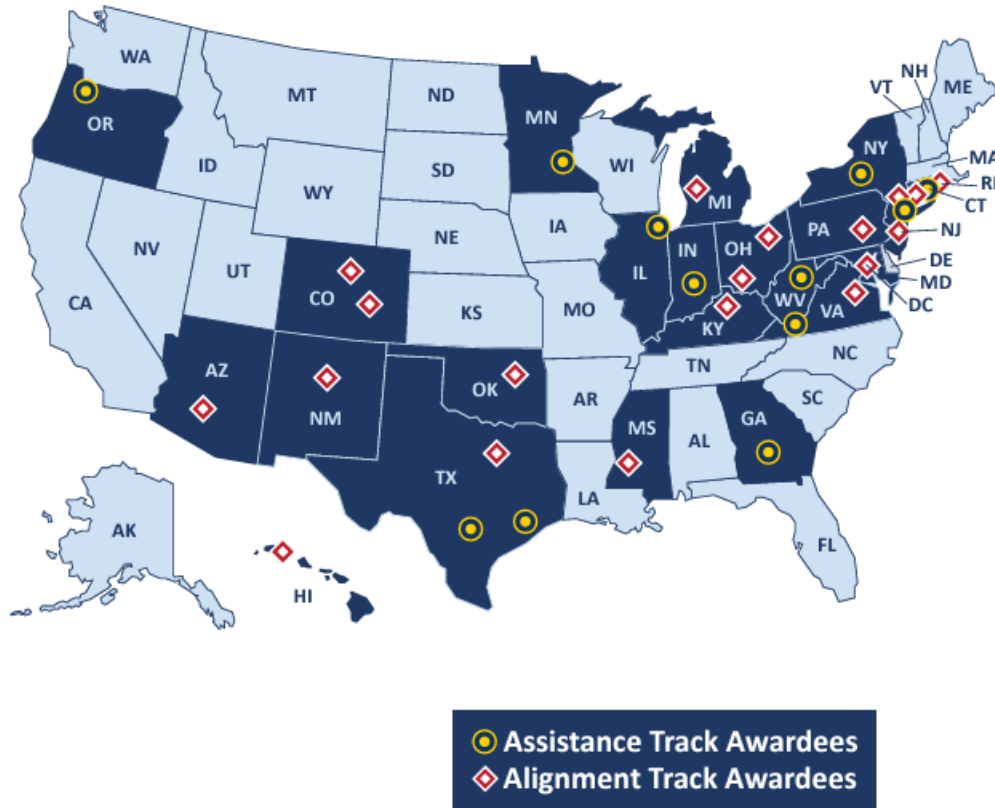 WA
OR
CA
NV
ID
MT
WY
UT
AZ
CO
NM
ND
SD
NE
KS
OK
TX
MN
IA
MO
AR
LA
WI
IL
MI
IN
OH
KY
TN
MS
AL
GA
FL
SC
NC
VA
WV
PA
NY
VT
NH
ME
MA
RI
CT
NJ
DE
MD
DC
AK
HI
Assistance Track Awardees
Alignment Track Awardees